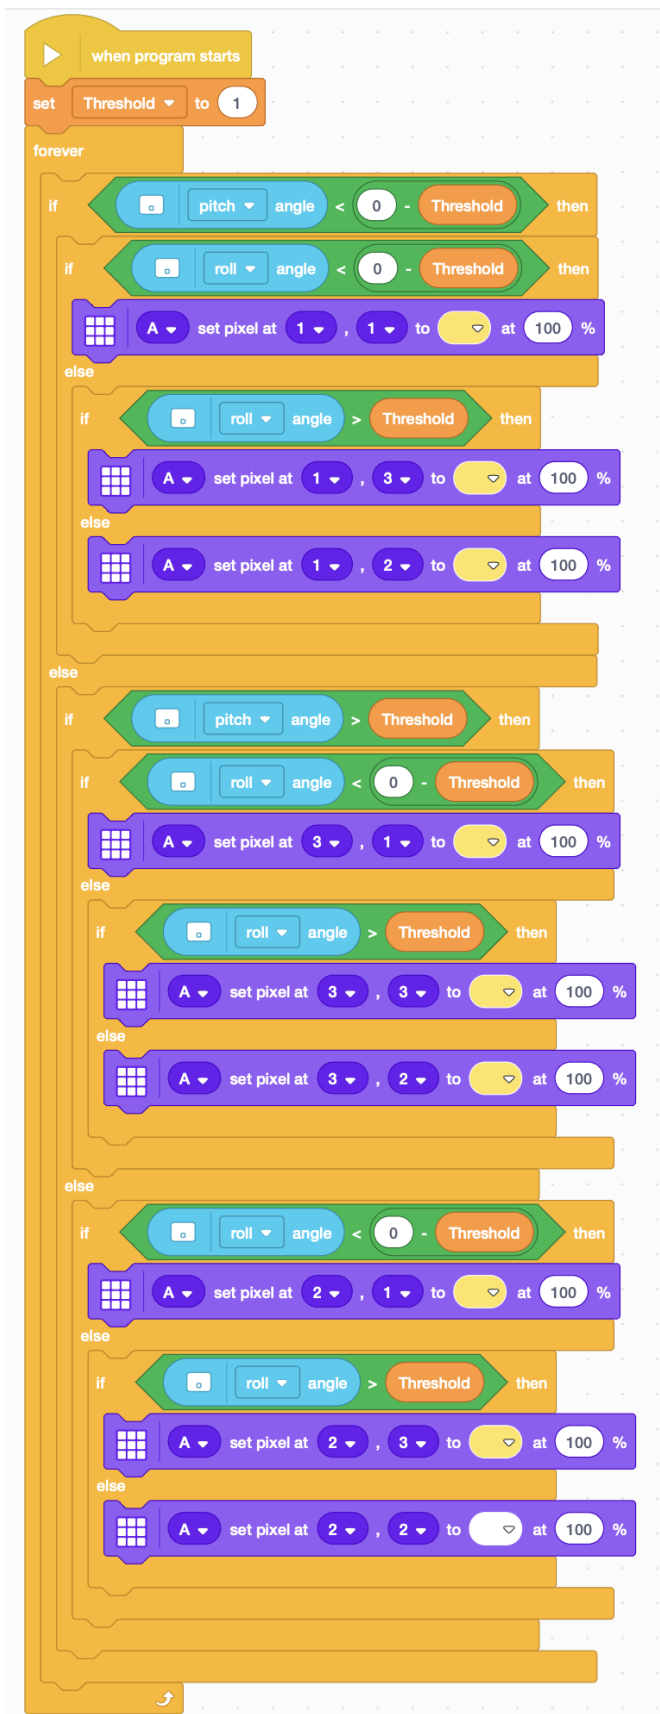 when program starts
set Threshold to 1
forever
if pitch angle < 0 - Threshold then
if roll angle < 0 - Threshold then
A set pixel at 1 , 1 to at 100 %
else
if roll angle > Threshold then
A set pixel at 1 , 3 to at 100 %
else
A set pixel at 1 , 2 to at 100 %
else
if pitch angle > Threshold then
if roll angle < 0 - Threshold then
A set pixel at 3 , 1 to at 100 %
else
if roll angle > Threshold then
A set pixel at 3 , 3 to at 100 %
else
A set pixel at 3 , 2 to at 100 %
else
if roll angle < 0 - Threshold then
A set pixel at 2 , 1 to at 100 %
else
if roll angle > Threshold then
A set pixel at 2 , 3 to at 100 %
else
A set pixel at 2 , 2 to at 100 %